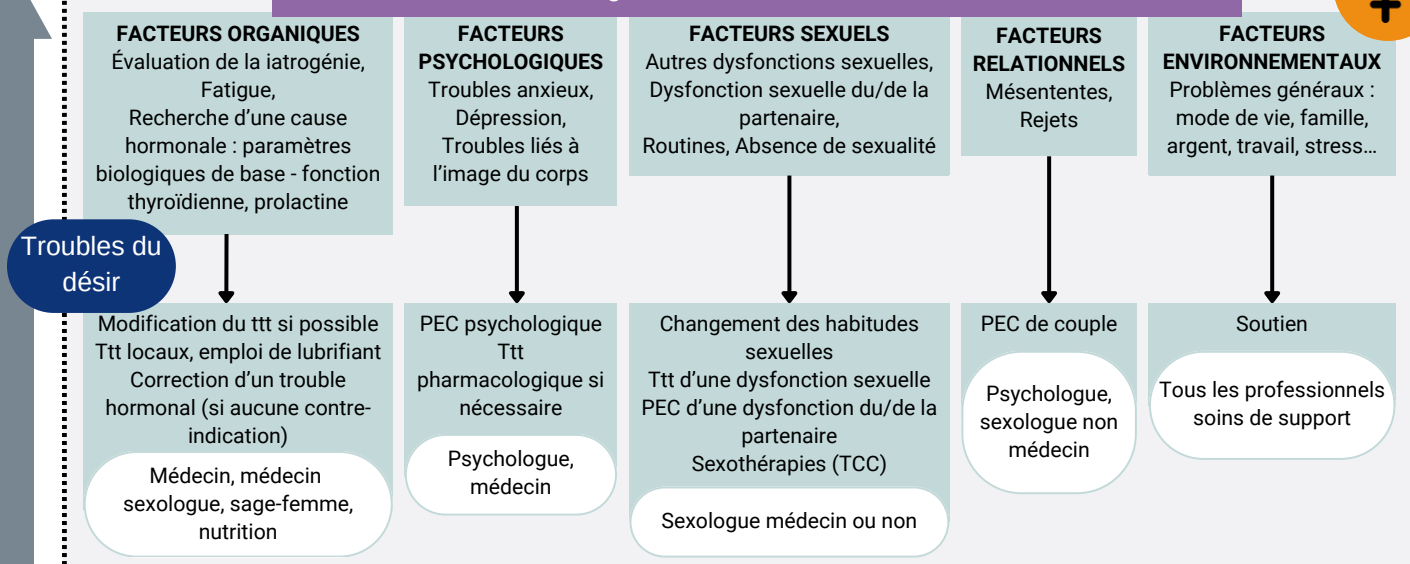 FACTEURS ORGANIQUES
Évaluation de la iatrogénie,
Fatigue,
Recherche d'une cause
hormonale : paramètres
biologiques de base - fonction
thyroïdienne, prolactine
FACTEURS
PSYCHOLOGIQUES
Troubles anxieux,
Dépression,
Troubles liés à
l'image du corps
FACTEURS SEXUELS
Autres dysfonctions sexuelles,
Dysfonction sexuelle du/de la
partenaire,
Routines, Absence de sexualité
FACTEURS
RELATIONNELS
Mésententes,
Rejets
FACTEURS
ENVIRONNEMENTAUX
Problèmes généraux :
mode de vie, famille,
argent, travail, stress...
Troubles du
désir
Modification du ttt si possible
Ttt locaux, emploi de lubrifiant
Correction d'un trouble
hormonal (si aucune contre-
indication)
Médecin, médecin
sexologue, sage-femme,
nutrition
PEC psychologique
Ttt
pharmacologique si
nécessaire
Psychologue,
médecin
Changement des habitudes
sexuelles
Ttt d'une dysfonction sexuelle
PEC d'une dysfonction du/de la
partenaire
Sexothérapies (TCC)
Sexologue médecin ou non
PEC de couple
Psychologue,
sexologue non
médecin
Soutien
Tous les professionnels
soins de support